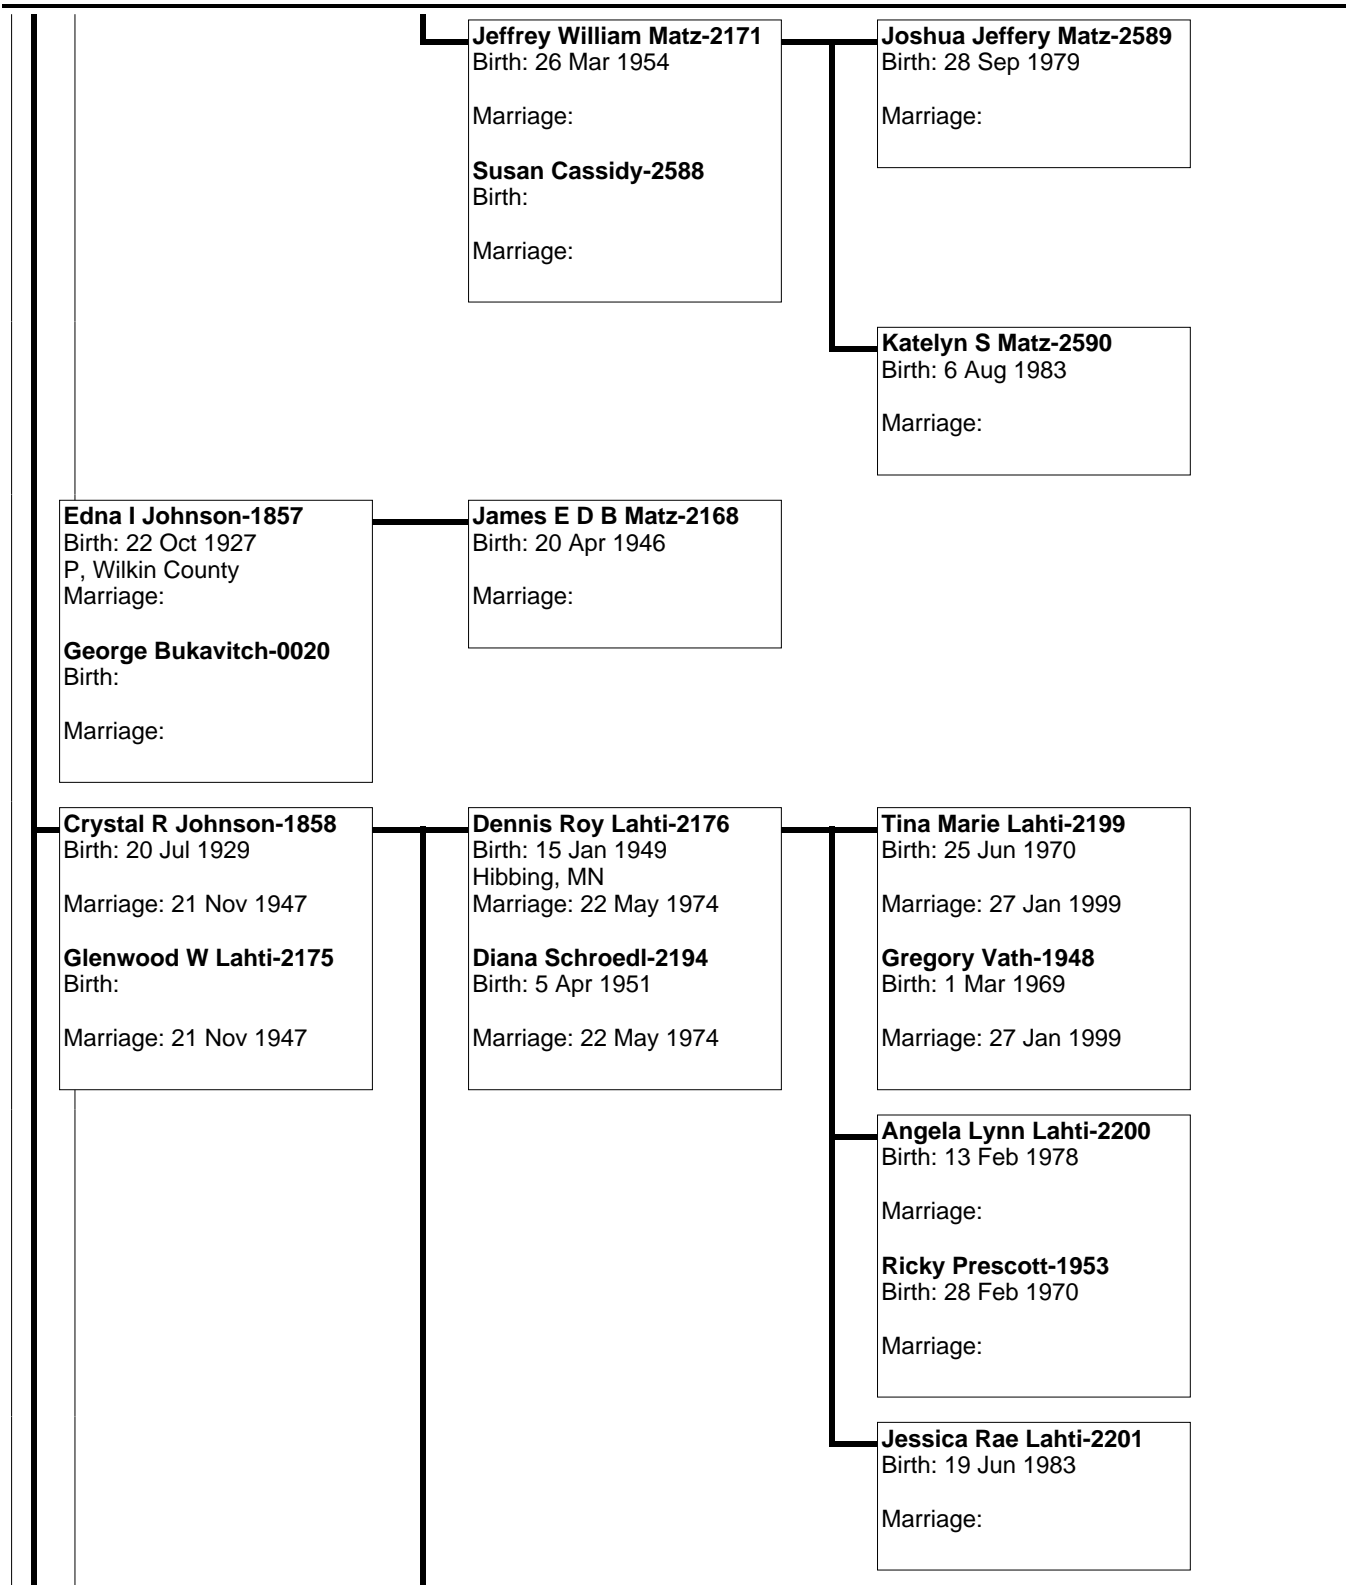 Jeffrey William Matz-2171
Birth: 26 Mar 1954
Marriage:
Susan Cassidy-2588
Birth:
Marriage:
Joshua Jeffery Matz-2589
Birth: 28 Sep 1979
Marriage:
Katelyn S Matz-2590
Birth: 6 Aug 1983
Marriage:
Edna I Johnson-1857
Birth: 22 Oct 1927
P, Wilkin County
Marriage:
George Bukavitch-0020
Birth:
Marriage:
James E D B Matz-2168
Birth: 20 Apr 1946
Marriage:
Crystal R Johnson-1858
Birth: 20 Jul 1929
Marriage: 21 Nov 1947
Glenwood W Lahti-2175
Birth:
Marriage: 21 Nov 1947
Dennis Roy Lahti-2176
Birth: 15 Jan 1949
Hibbing, MN
Marriage: 22 May 1974
Diana Schroedl-2194
Birth: 5 Apr 1951
Marriage: 22 May 1974
Tina Marie Lahti-2199
Birth: 25 Jun 1970
Marriage: 27 Jan 1999
Gregory Vath-1948
Birth: 1 Mar 1969
Marriage: 27 Jan 1999
Angela Lynn Lahti-2200
Birth: 13 Feb 1978
Marriage:
Ricky Prescott-1953
Birth: 28 Feb 1970
Marriage:
Jessica Rae Lahti-2201
Birth: 19 Jun 1983
Marriage: